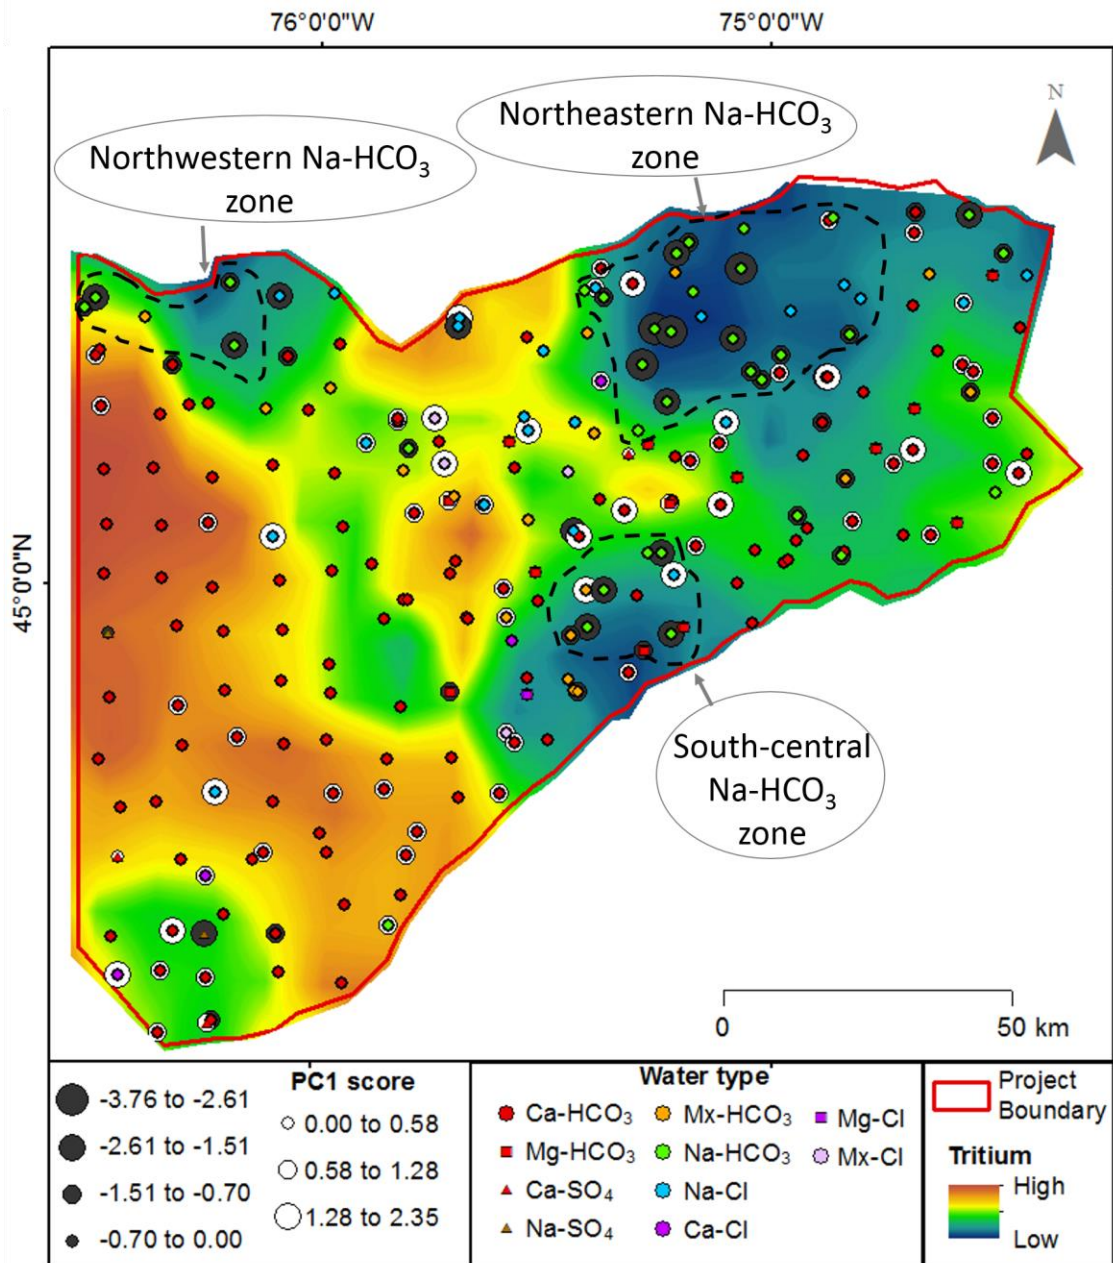 76°0'0"W
75°0'0"W
Northwestern Na-HCO₃
zone
Northeastern Na-HCO₃
zone
N
45°0'0"N
South-central
Na-HCO₃
zone
0
50 km
PC1 score
-3.76 to -2.61
-2.61 to -1.51
-1.51 to -0.70
-0.70 to 0.00
0.00 to 0.58
0.58 to 1.28
1.28 to 2.35
Water type
Ca-HCO₃
Mg-HCO₃
Ca-SO₄
Na-SO₄
Mx-HCO₃
Na-HCO₃
Na-Cl
Ca-Cl
Mg-Cl
Mx-Cl
Project
Boundary
Tritium
High
Low